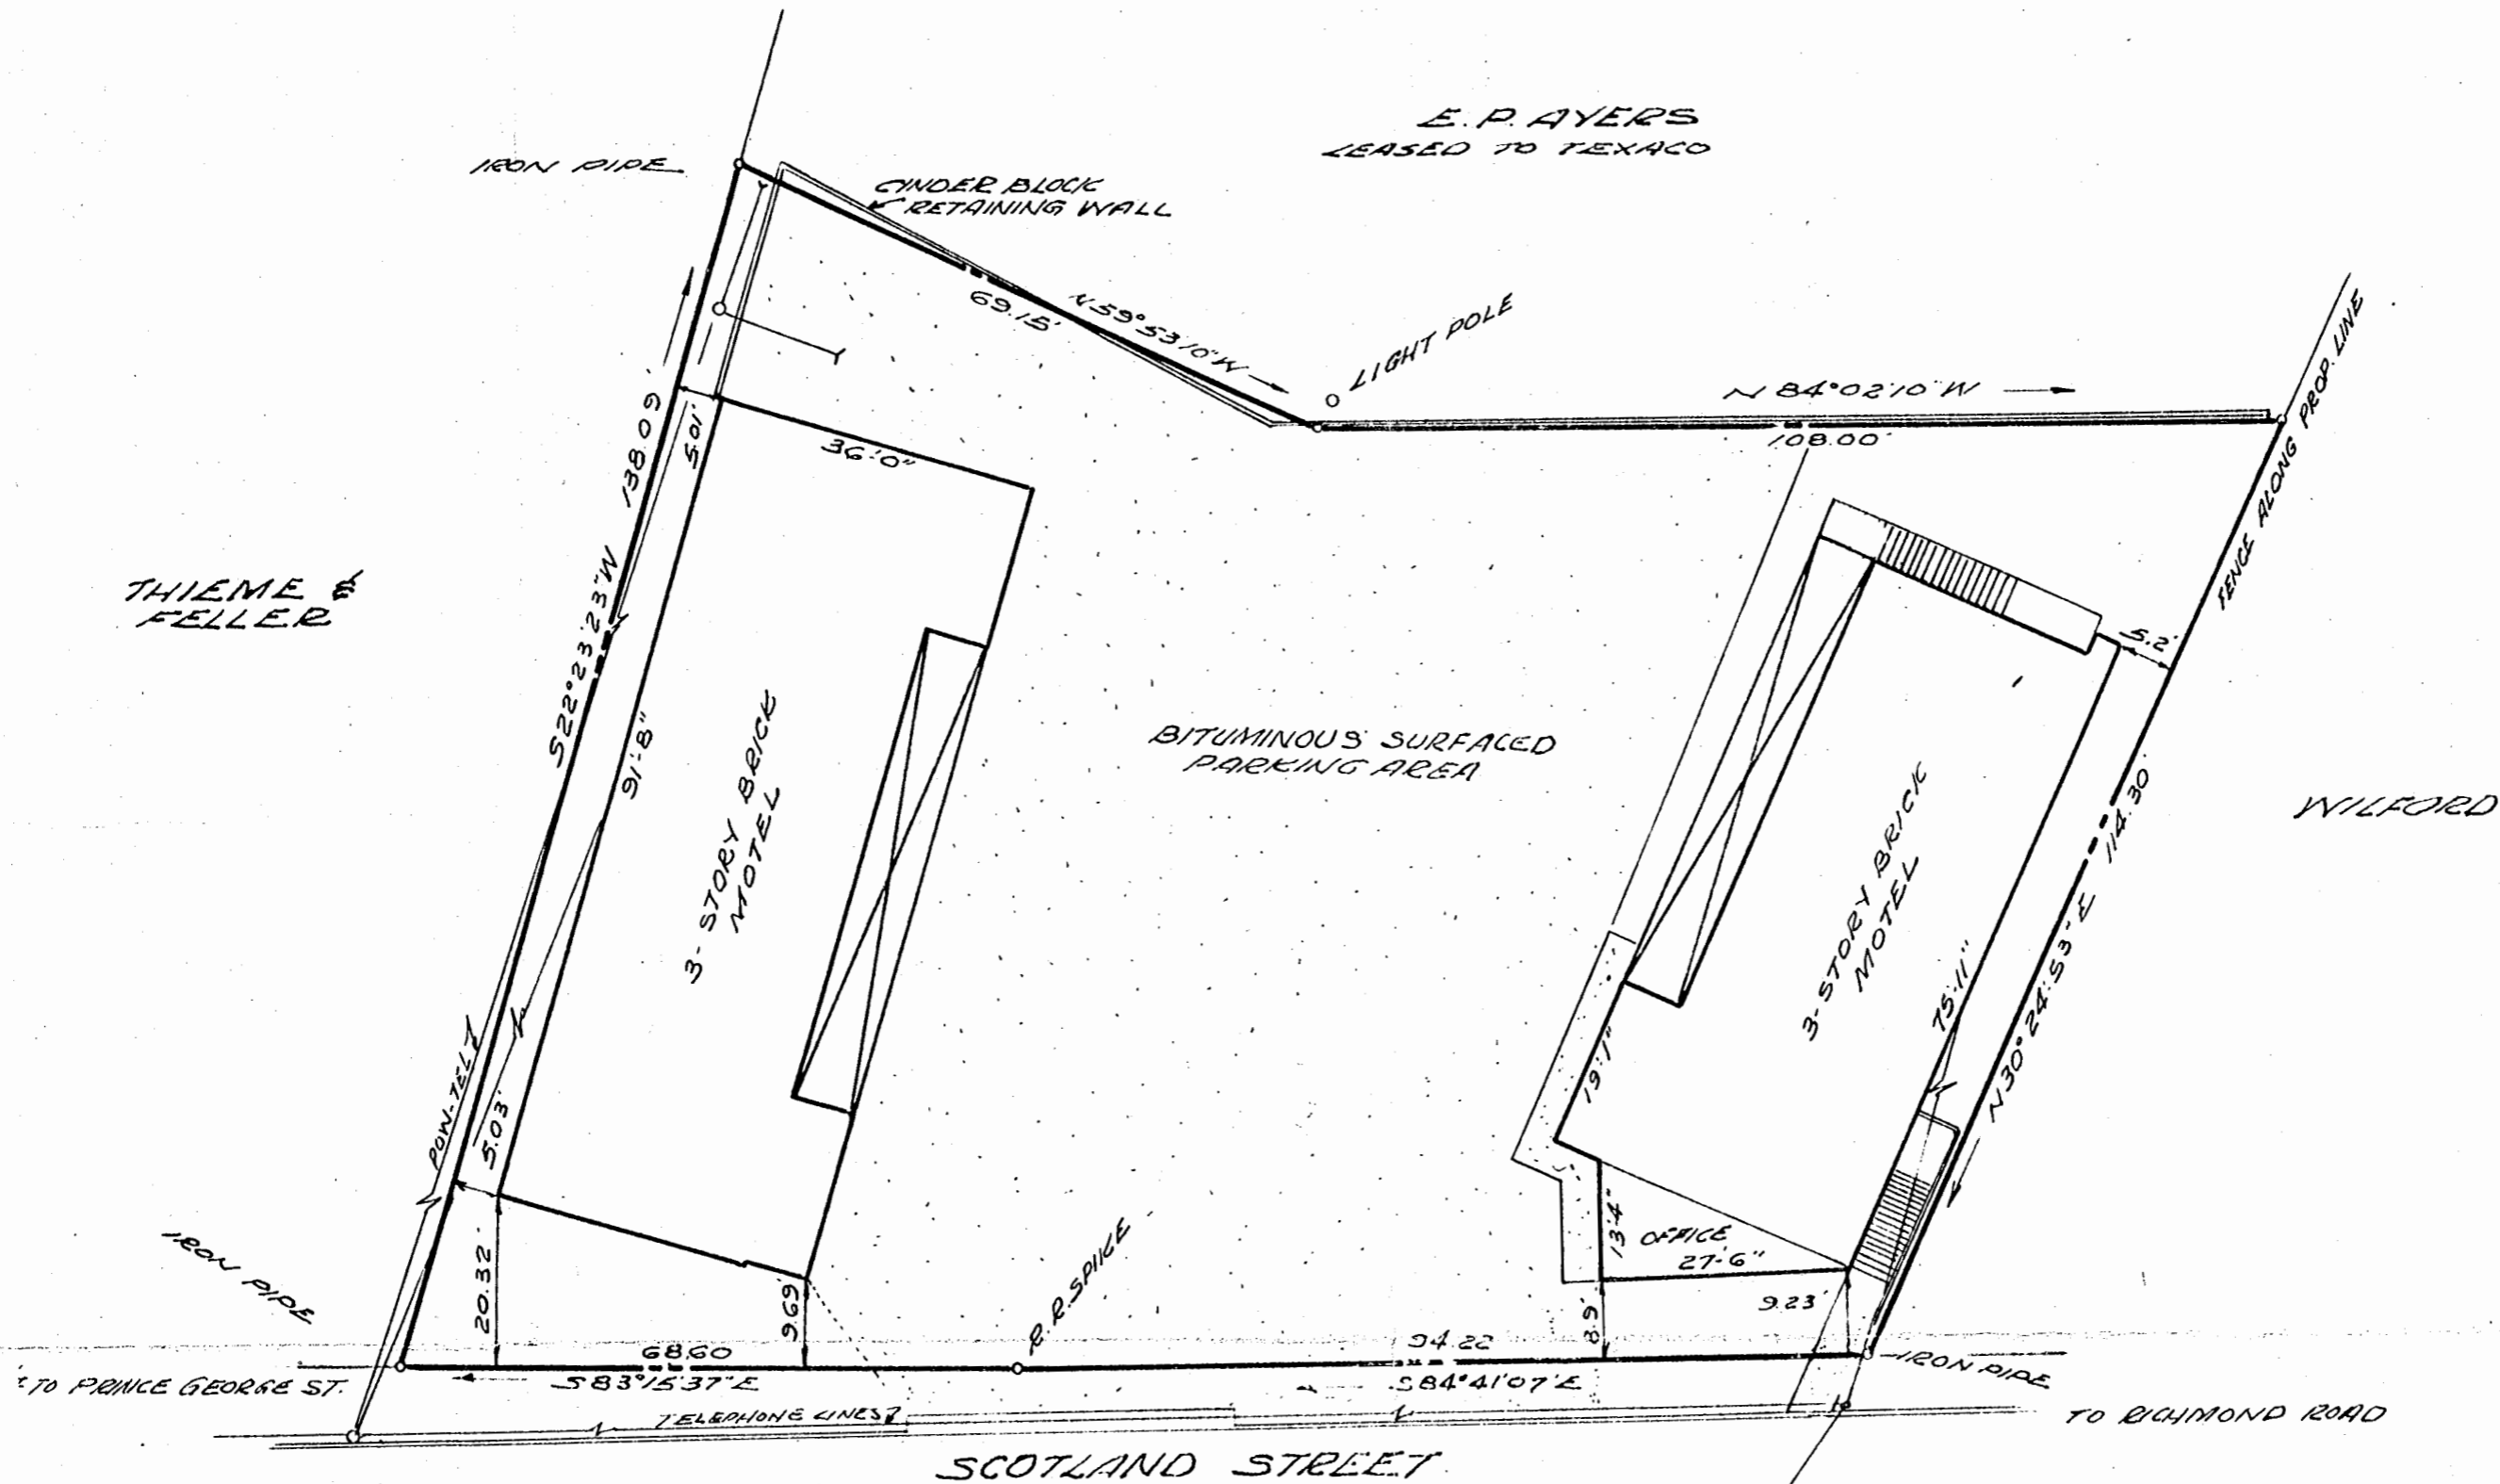 E. P. AYERS
LEASED TO TEXACO
IRON PIPE
CINDER BLOCK
RETAINING WALL
69.15'
N 59°53'10" W
LIGHT POLE
N 84°02'10" W
108.00'
FENCE ALONG PROP. LINE
138.09'
5.01'
36'-0"
THIEME &
FELLER
S22°23'23"W
91'-8"
3-STORY BRICK
MOTEL
BITUMINOUS SURFACED
PARKING AREA
5.2'
3-STORY BRICK
MOTEL
WILFORD
114.30'
N30°24'53"E
75'-11"
19'-1"
POW-TEL
5.03'
IRON PIPE
20.32'
9.69'
R.R. SPIKE
13'4"
OFFICE
27'-6"
8.9'
9.23'
68.60
94.22
S 83°15'37" E
S 84°41'07" E
IRON PIPE
TO PRINCE GEORGE ST.
TELEPHONE LINES
TO RICHMOND ROAD
SCOTLAND STREET